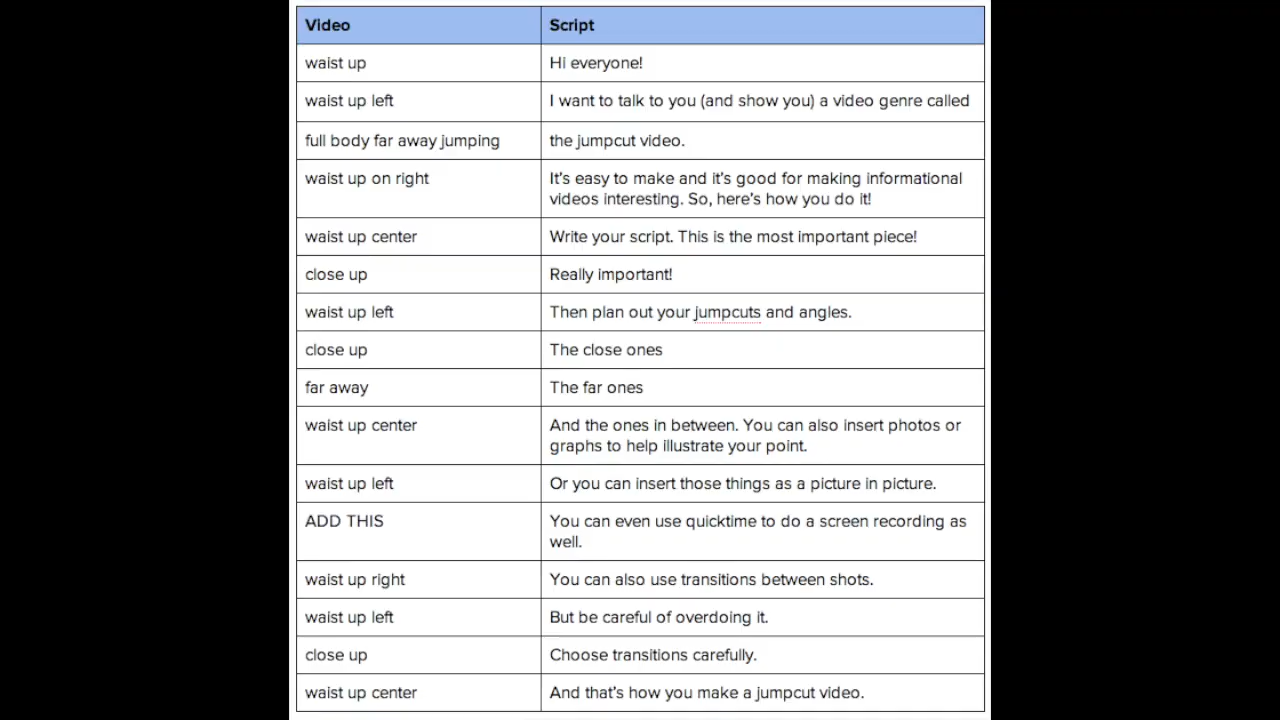 Video Script
waist up Hi everyone!
waist up left I want to talk to you (and show you) a video genre called
full body far away jumping the jumpcut video.
waist up on right It's easy to make and it's good for making informational
videos interesting. So, here's how you do it!
waist up center Write your script. This is the most important piece!
close up Really important!
waist up left Then plan out your jumpcuts and angles.
close up The close ones
far away The far ones
waist up center And the ones in between. You can also insert photos or
graphs to help illustrate your point.
waist up left Or you can insert those things as a picture in picture.
ADD THIS You can even use quicktime to do a screen recording as
well.
waist up right You can also use transitions between shots.
waist up left But be careful of overdoing it.
close up Choose transitions carefully.
waist up center And that's how you make a jumpcut video.